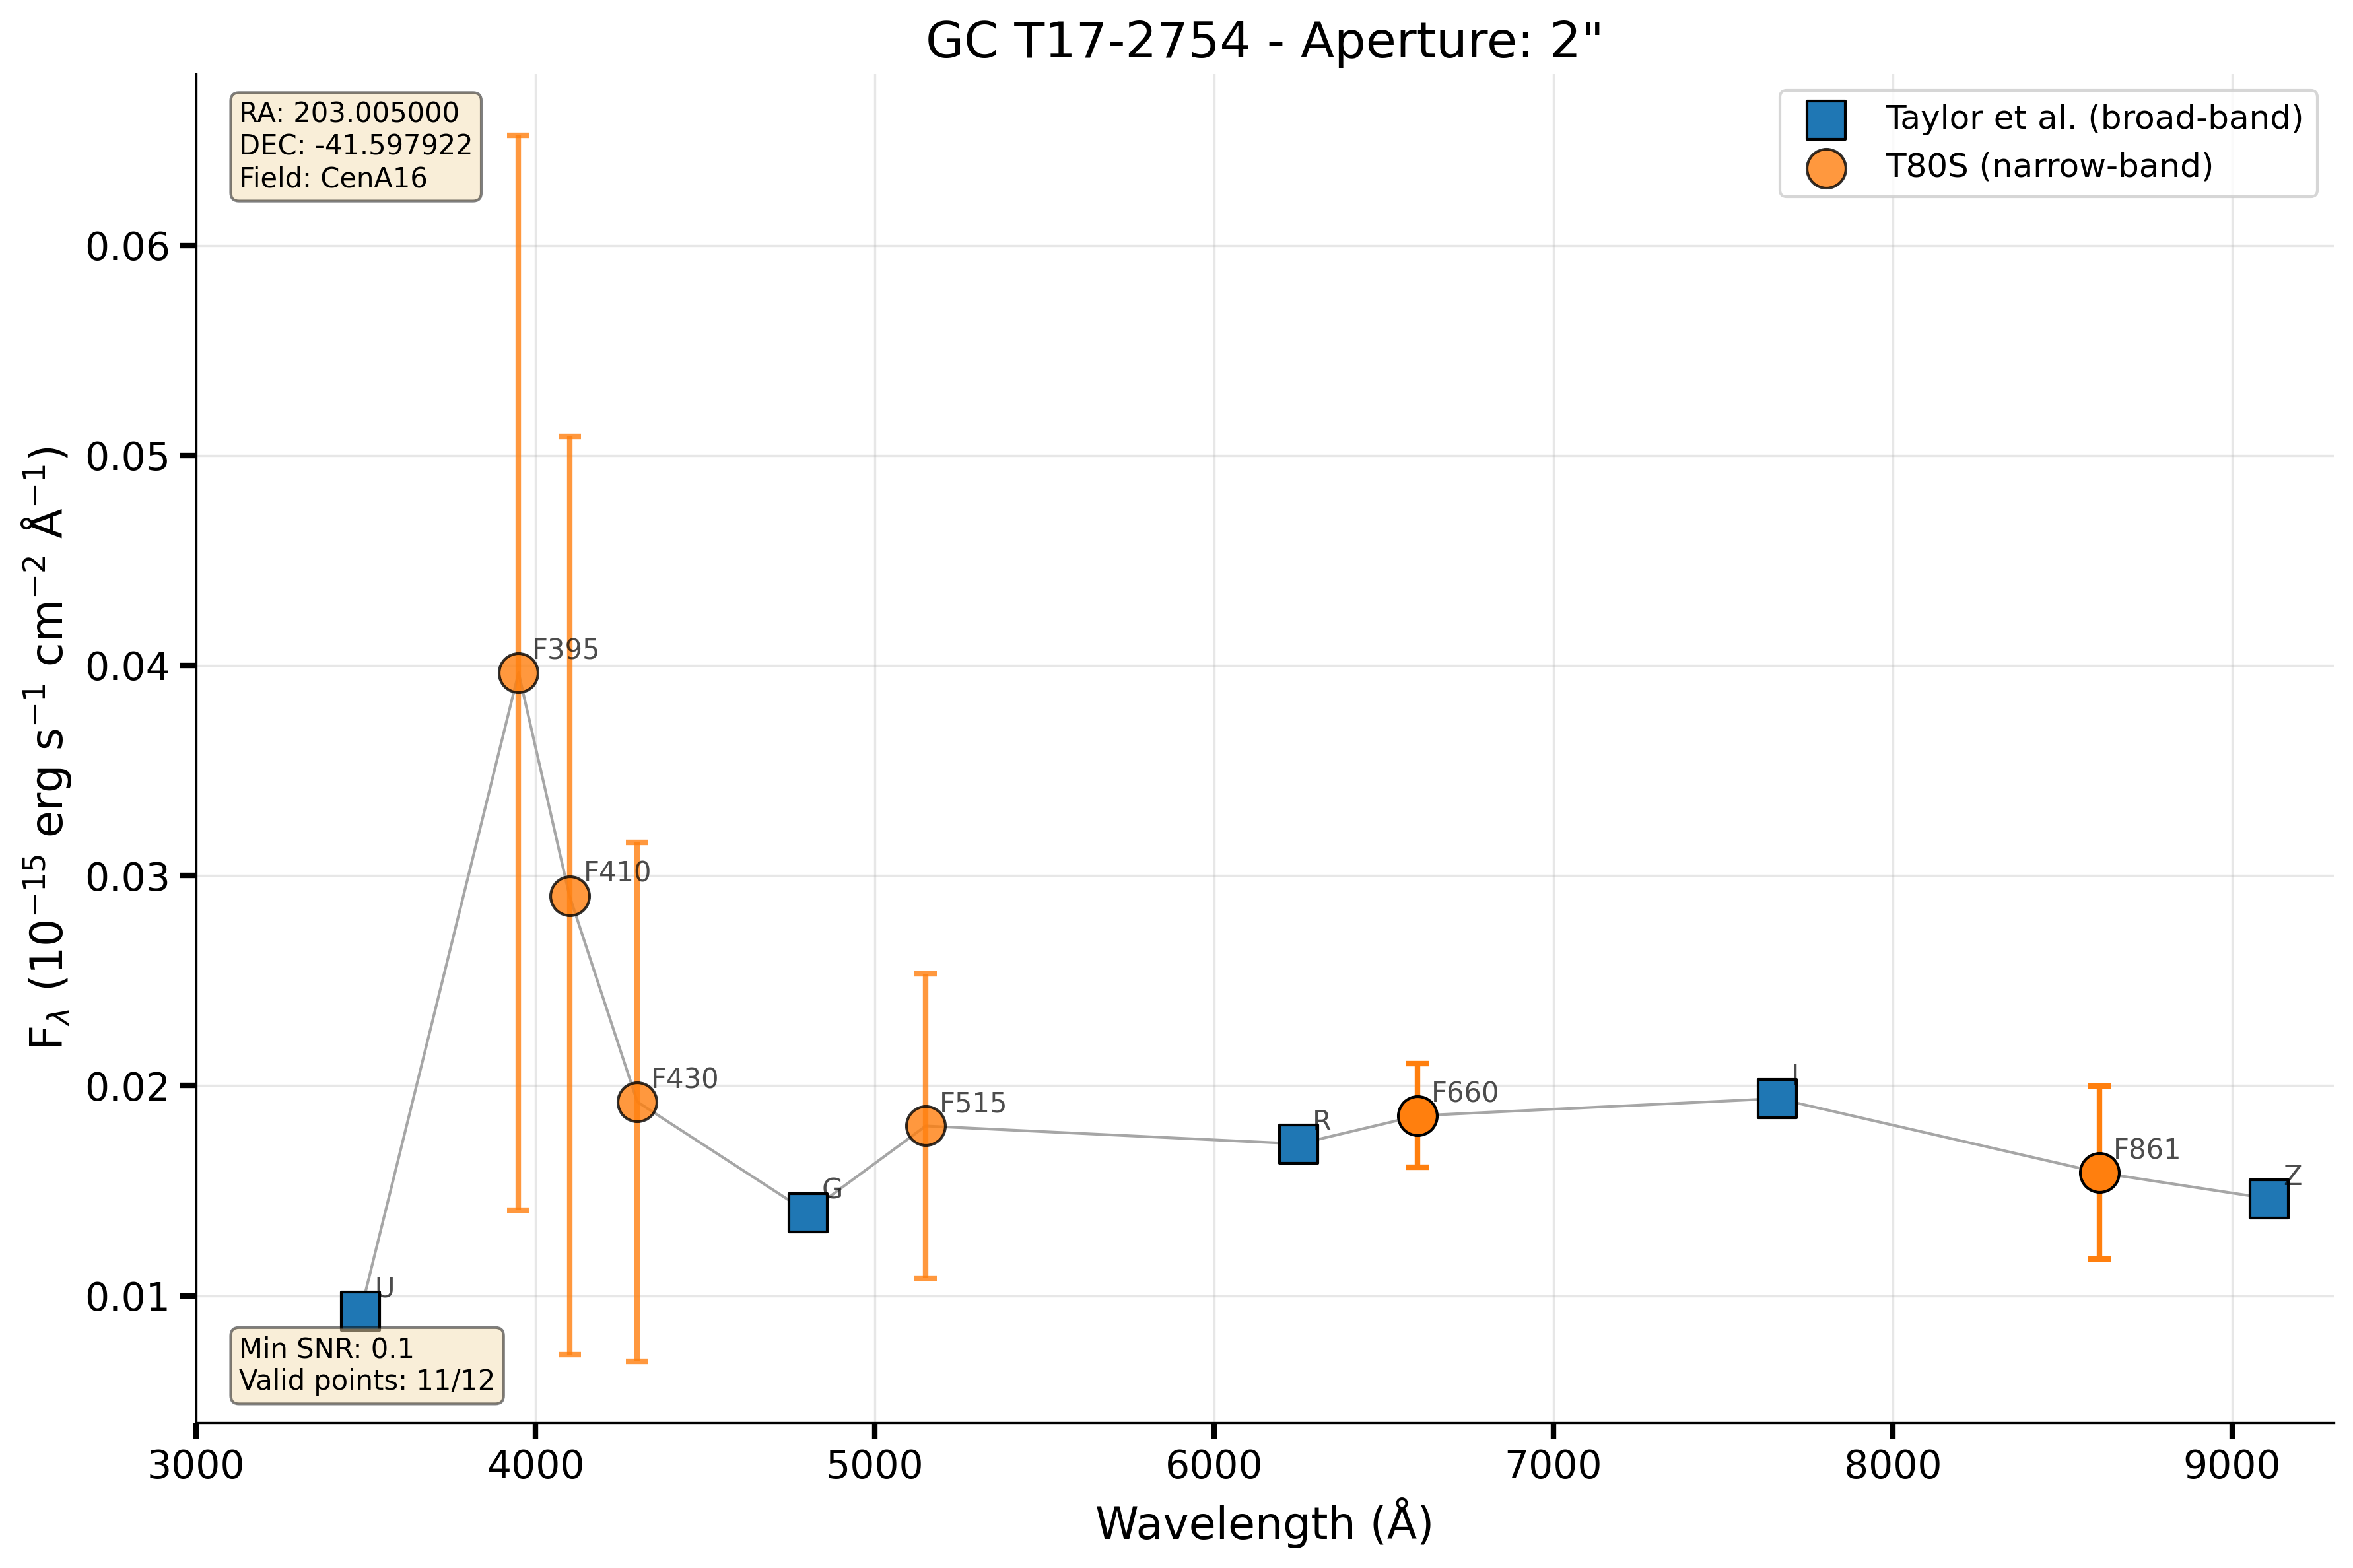 GC T17-2754 - Aperture: 2"
RA: 203.005000
DEC: -41.597922
Field: CenA16
Taylor et al. (broad-band)
T80S (narrow-band)
F_λ (10⁻¹⁵ erg s⁻¹ cm⁻² Å⁻¹)
0.06
0.05
0.04
0.03
0.02
0.01
F395
F410
F430
F515
F660
F861
U
G
R
I
Z
Min SNR: 0.1
Valid points: 11/12
3000 4000 5000 6000 7000 8000 9000
Wavelength (Å)